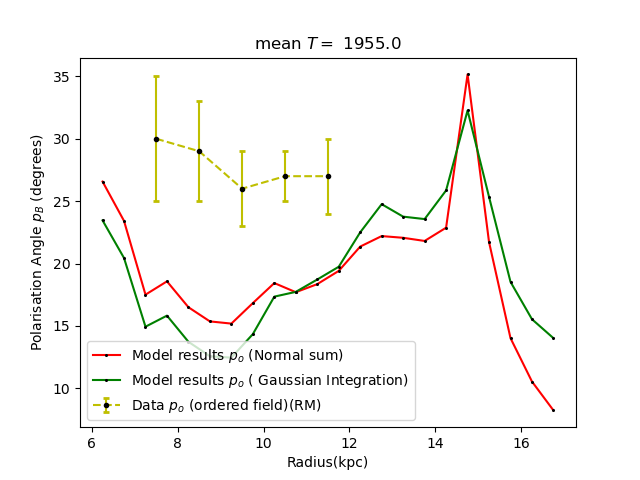 mean T = 1955.0
Polarisation Angle p_B (degrees)
35
30
25
20
15
10
Model results p_o (Normal sum)
Model results p_o ( Gaussian Integration)
Data p_o (ordered field)(RM)
6 8 10 12 14 16
Radius(kpc)